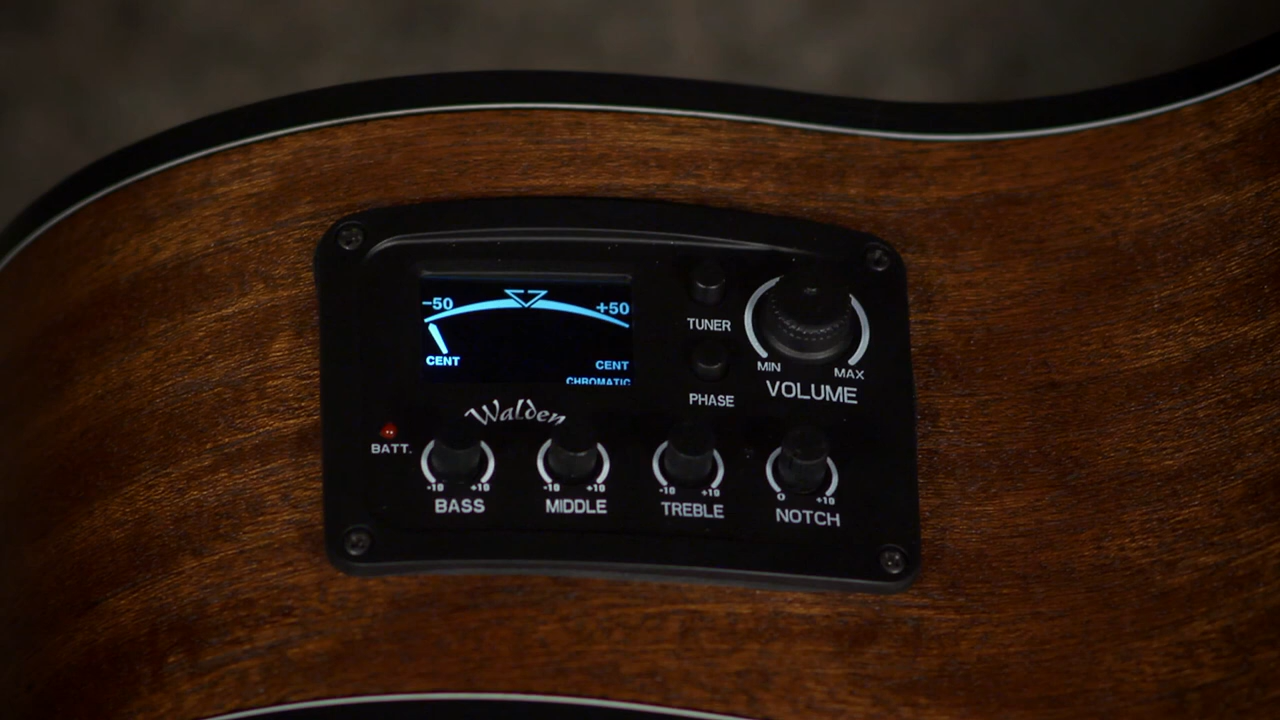 -50 +50
CENT CENT
CHROMATIC
TUNER
PHASE
MIN MAX
VOLUME
Walden
BATT.
-10 +10 -10 +10 -10 +10 0 +10
BASS MIDDLE TREBLE NOTCH